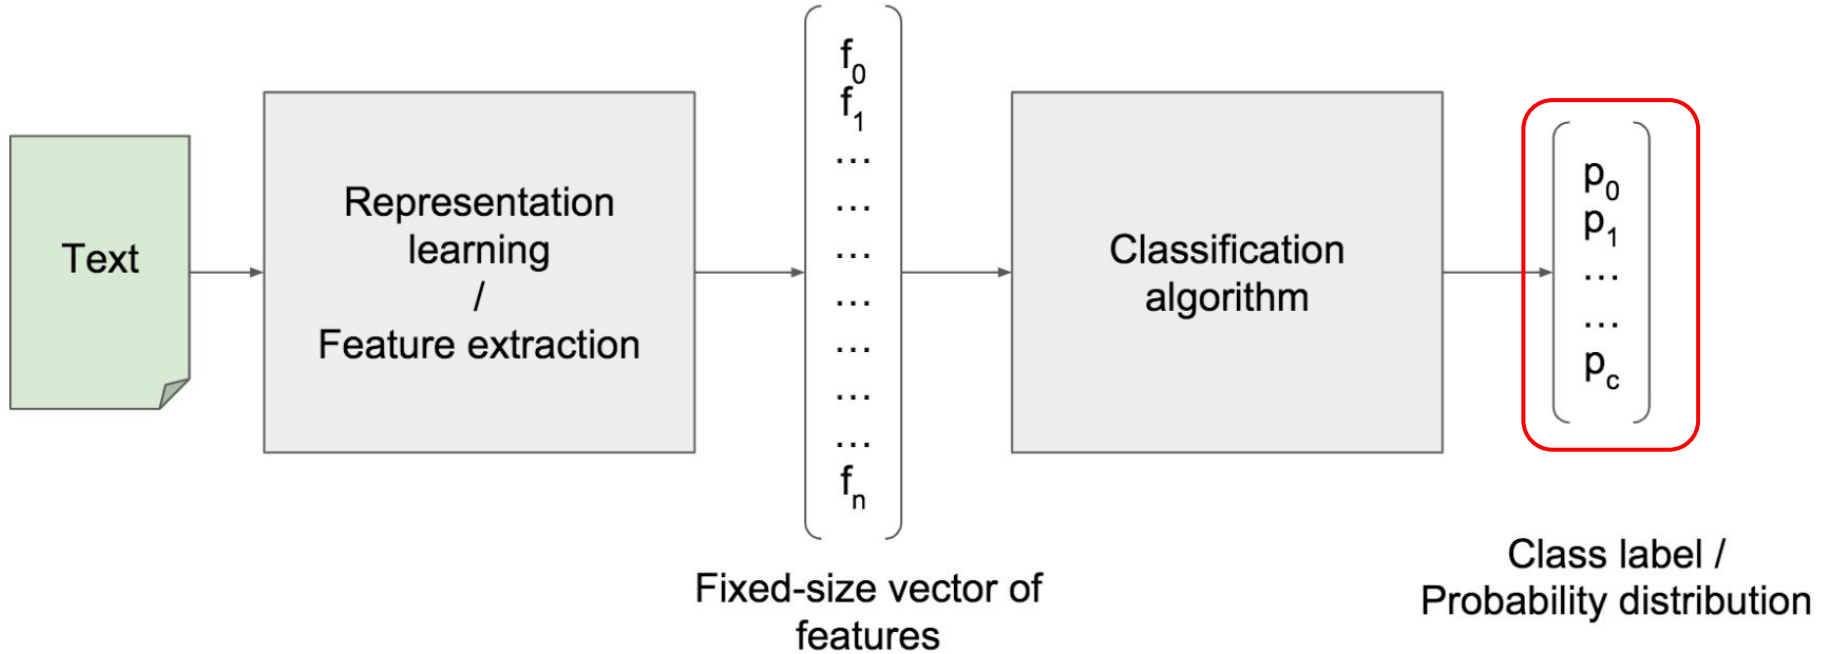 Text
Representation
learning
/
Feature extraction
f₀
f₁
...
...
...
...
...
...
...
fₙ
Fixed-size vector of
features
Classification
algorithm
p₀
p₁
...
...
p_c
Class label /
Probability distribution